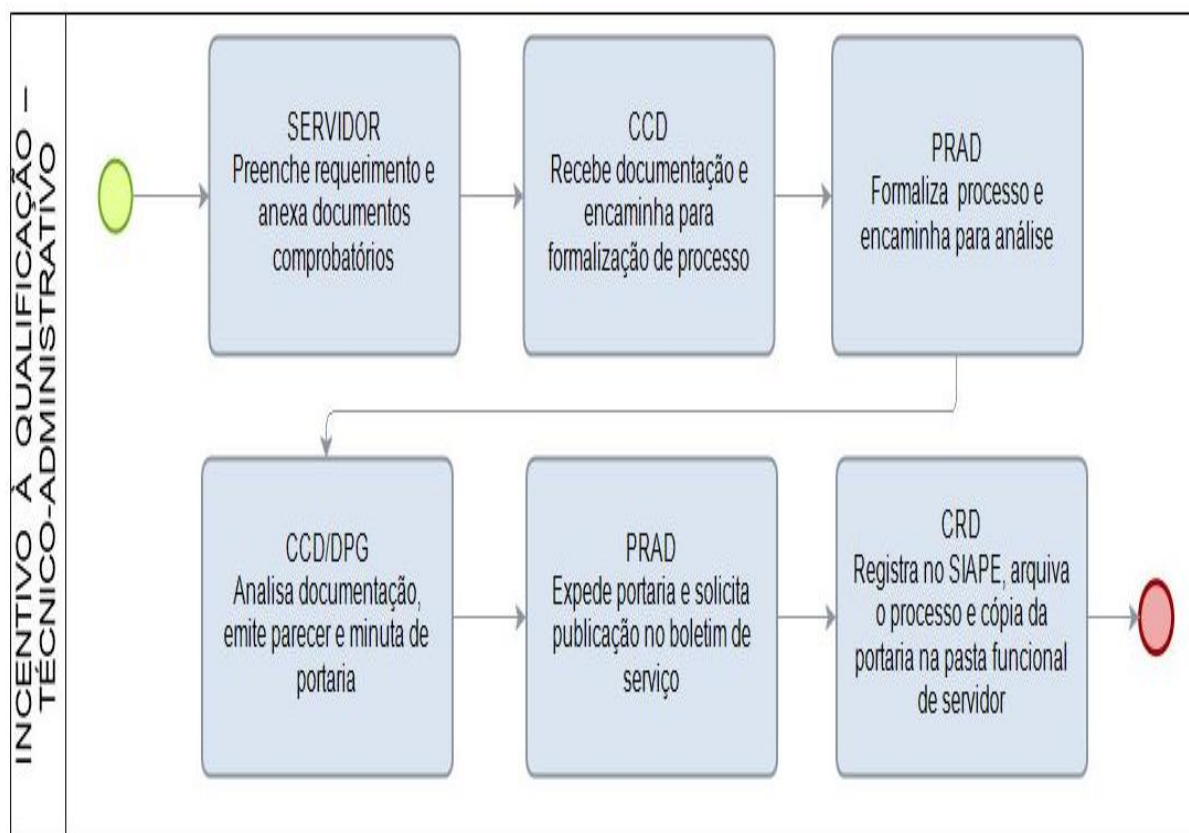 INCENTIVO À QUALIFICAÇÃO –
TÉCNICO-ADMINISTRATIVO
SERVIDOR
Preenche requerimento e
anexa documentos
comprobatórios
CCD
Recebe documentação e
encaminha para
formalização de processo
PRAD
Formaliza processo e
encaminha para análise
CCD/DPG
Analisa documentação,
emite parecer e minuta de
portaria
PRAD
Expede portaria e solicita
publicação no boletim de
serviço
CRD
Registra no SIAPE, arquiva
o processo e cópia da
portaria na pasta funcional
de servidor